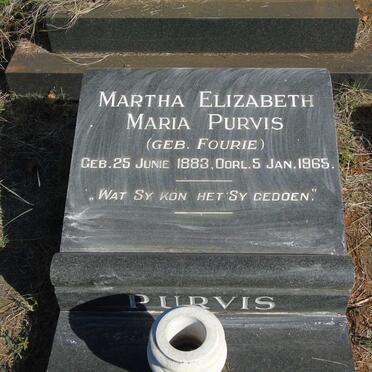 MARTHA ELIZABETH
MARIA PURVIS
(GEB. FOURIE)
GEB. 25 JUNIE 1883, OORL. 5 JAN. 1965.
„WAT SY KON HET SY GEDOEN."
PURVIS